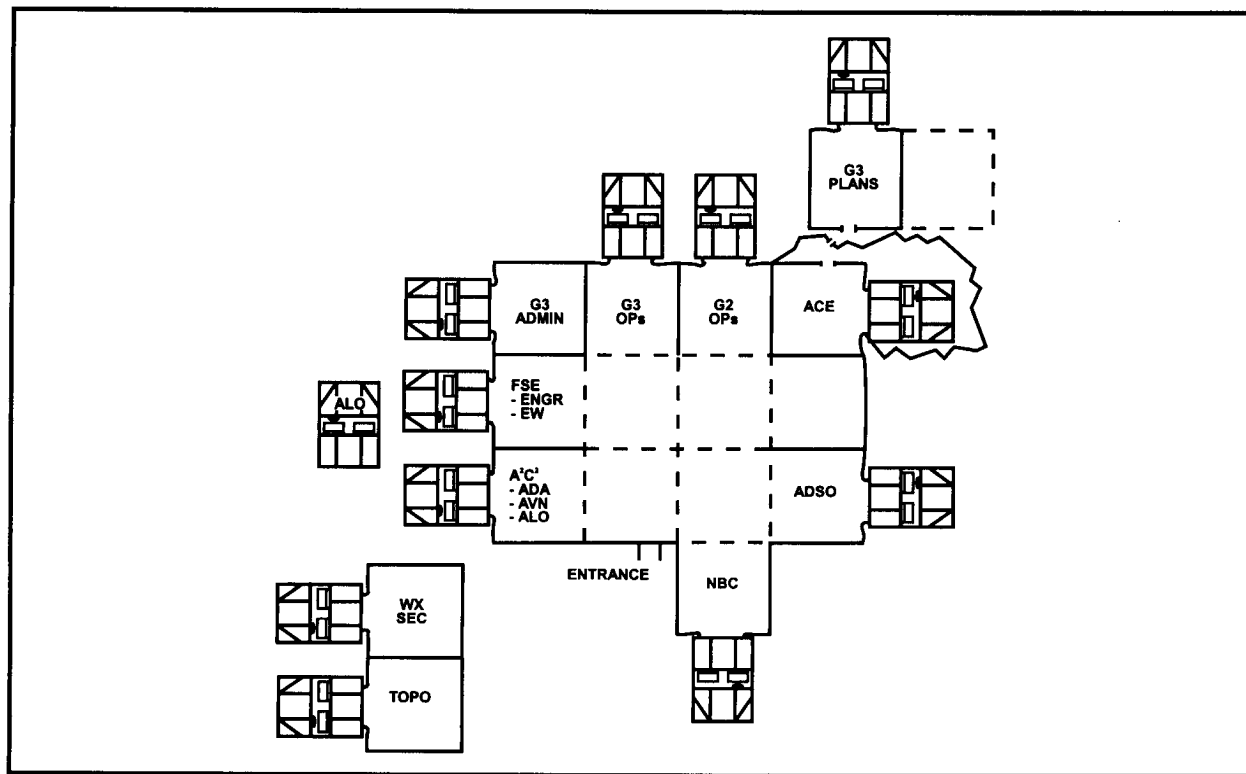 G3
PLANS
G3
ADMIN
G3
OPs
G2
OPs
ACE
FSE
- ENGR
- EW
ALO
A²C²
- ADA
- AVN
- ALO
ADSO
ENTRANCE
NBC
WX
SEC
TOPO